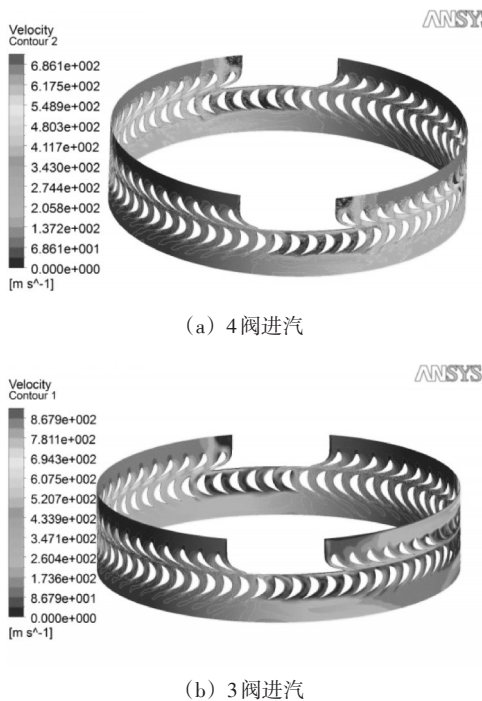 ANSYS
Velocity
Contour 2
6.861e+002
6.175e+002
5.489e+002
4.803e+002
4.117e+002
3.430e+002
2.744e+002
2.058e+002
1.372e+002
6.861e+001
0.000e+000
[m s^-1]
(a) 4阀进汽
ANSYS
Velocity
Contour 1
8.679e+002
7.811e+002
6.943e+002
6.075e+002
5.207e+002
4.339e+002
3.471e+002
2.604e+002
1.736e+002
8.679e+001
0.000e+000
[m s^-1]
(b) 3阀进汽